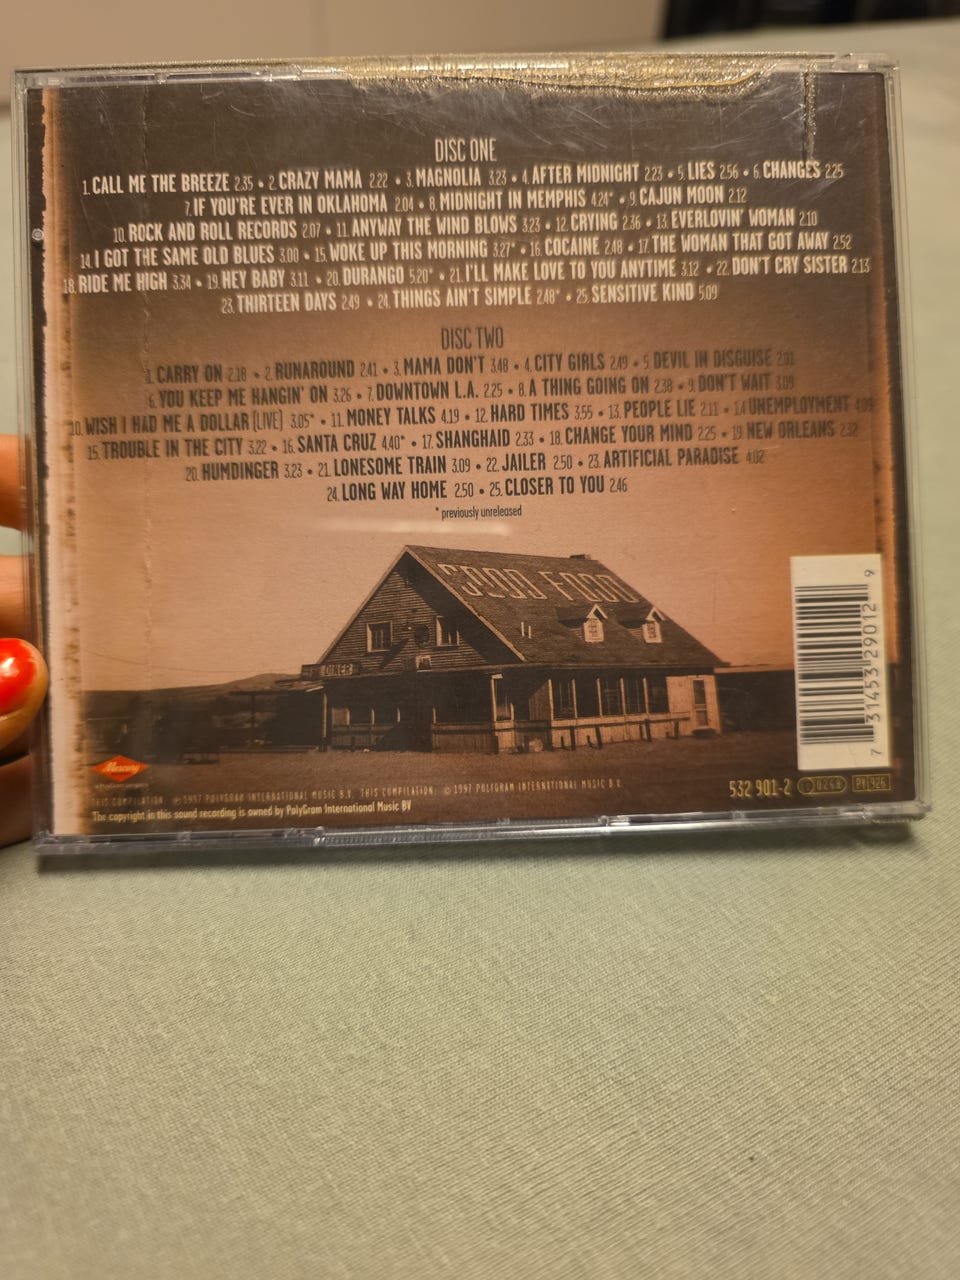 DISC ONE
1. CALL ME THE BREEZE 2.35 • 2. CRAZY MAMA 2.22 • 3. MAGNOLIA 3.23 • 4. AFTER MIDNIGHT 2.23 • 5. LIES 2.56 • 6. CHANGES 2.25
7. IF YOU'RE EVER IN OKLAHOMA 2.04 • 8. MIDNIGHT IN MEMPHIS 4.24* • 9. CAJUN MOON 2.12
10. ROCK AND ROLL RECORDS 2.07 • 11. ANYWAY THE WIND BLOWS 3.23 • 12. CRYING 2.36 • 13. EVERLOVIN' WOMAN 2.10
14. I GOT THE SAME OLD BLUES 3.00 • 15. WOKE UP THIS MORNING 3.27* • 16. COCAINE 2.48 • 17. THE WOMAN THAT GOT AWAY 2.52
18. RIDE ME HIGH 3.34 • 19. HEY BABY 3.11 • 20. DURANGO 5.20* • 21. I'LL MAKE LOVE TO YOU ANYTIME 3.12 • 22. DON'T CRY SISTER 2.13
23. THIRTEEN DAYS 2.49 • 24. THINGS AIN'T SIMPLE 2.48* • 25. SENSITIVE KIND 5.09
DISC TWO
1. CARRY ON 2.18 • 2. RUNAROUND 2.41 • 3. MAMA DON'T 3.48 • 4. CITY GIRLS 2.49 • 5. DEVIL IN DISGUISE 2.01
6. YOU KEEP ME HANGIN' ON 3.26 • 7. DOWNTOWN L.A. 2.25 • 8. A THING GOING ON 2.38 • 9. DON'T WAIT 3.09
10. WISH I HAD ME A DOLLAR (LIVE) 3.05* • 11. MONEY TALKS 4.19 • 12. HARD TIMES 3.55 • 13. PEOPLE LIE 2.11 • 14. UNEMPLOYMENT 4.09
15. TROUBLE IN THE CITY 3.22 • 16. SANTA CRUZ 4.40* • 17. SHANGHAID 2.33 • 18. CHANGE YOUR MIND 2.25 • 19. NEW ORLEANS 2.32
20. HUMDINGER 3.23 • 21. LONESOME TRAIN 3.09 • 22. JAILER 2.50 • 23. ARTIFICIAL PARADISE 4.02
24. LONG WAY HOME 2.50 • 25. CLOSER TO YOU 2.46
* previously unreleased
GOOD FOOD
DINER
7 31453 29012 9
Mercury
532 901-2
PY 926
THIS COMPILATION: ℗ 1997 POLYGRAM INTERNATIONAL MUSIC B.V. THIS COMPILATION: © 1997 POLYGRAM INTERNATIONAL MUSIC B.V.
The copyright in this sound recording is owned by PolyGram International Music BV